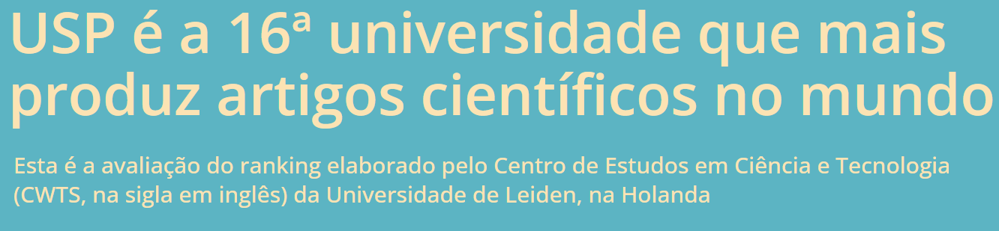 USP é a 16ª universidade que mais
produz artigos científicos no mundo
Esta é a avaliação do ranking elaborado pelo Centro de Estudos em Ciência e Tecnologia
(CWTS, na sigla em inglês) da Universidade de Leiden, na Holanda